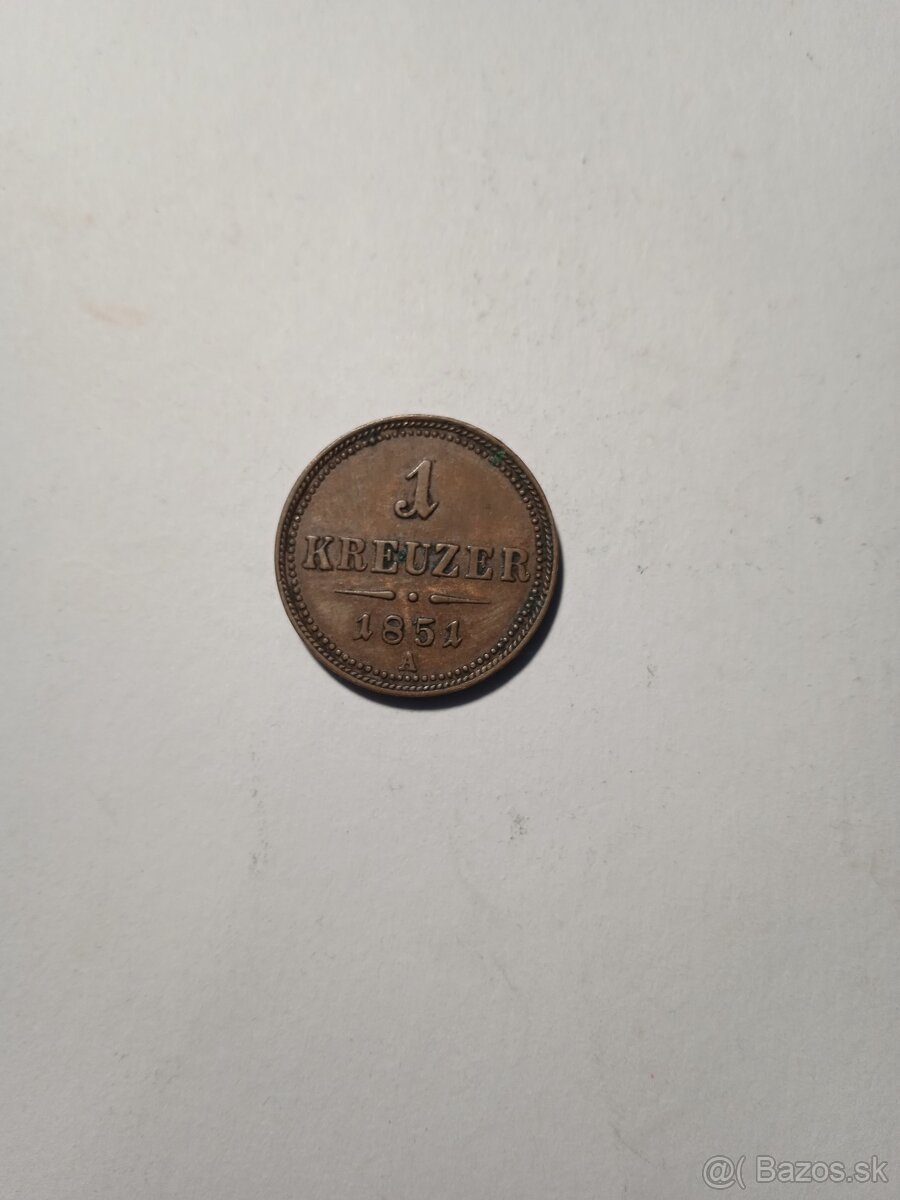 1
KREUZER
1851
A
@( Bazos.sk